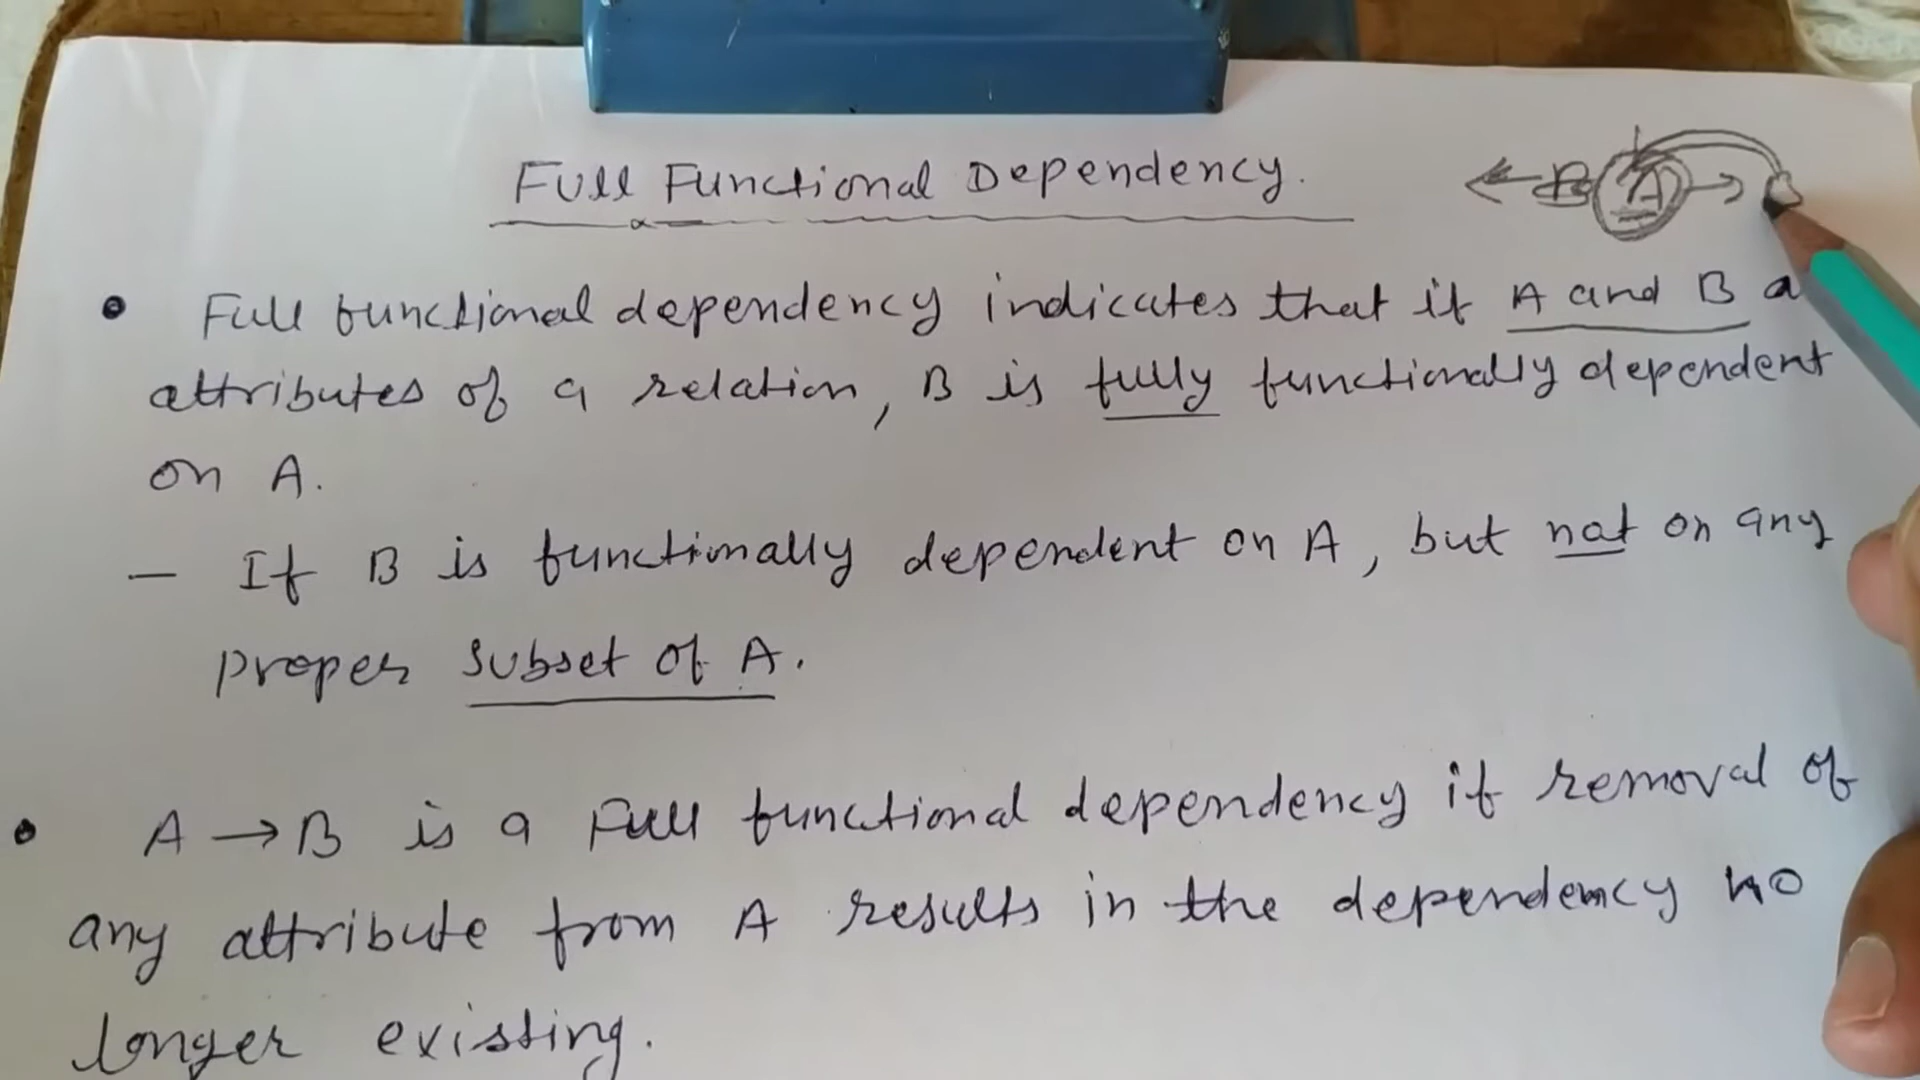 Full Functional Dependency.
B A
Full functional dependency indicates that if A and B a
attributes of a relation, B is fully functionally dependent
on A.
— If B is functionally dependent on A, but not on any
proper subset of A.
A → B is a Full functional dependency if removal of
any attribute from A results in the dependency no
longer existing.